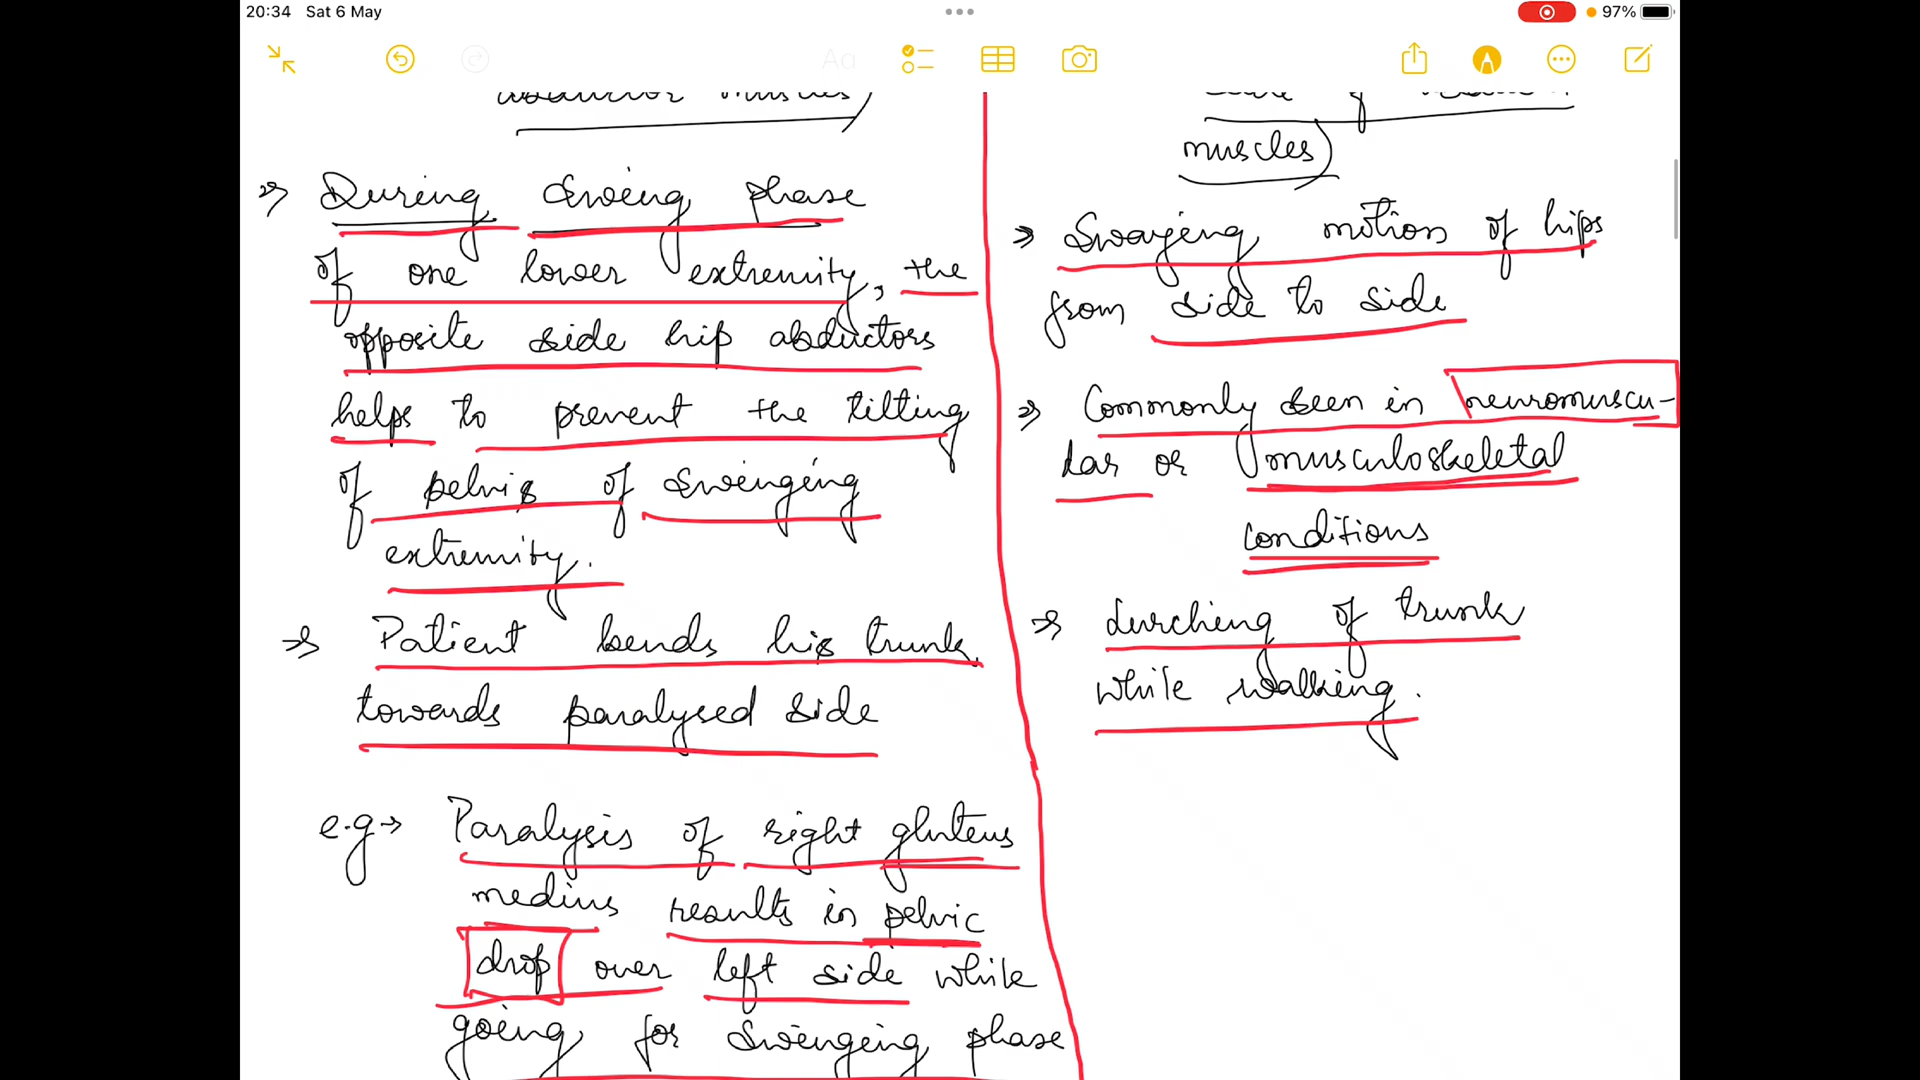 20:34 Sat 6 May
97%
Aa
abductor muscles)
=> During swing phase
of one lower extremity, the
opposite side hip abductors
helps to prevent the tilting
of pelvis of swinging
extremity.
=> Patient bends his trunk
towards paralysed side
e.g → Paralysis of right gluteus
medius results in pelvic
drop over left side while
going for swinging phase
muscles)
=> Swaying motion of hips
from side to side
=> Commonly seen in neuromuscu-
lar or musculoskeletal
conditions
=> Lurching of trunk
while walking.